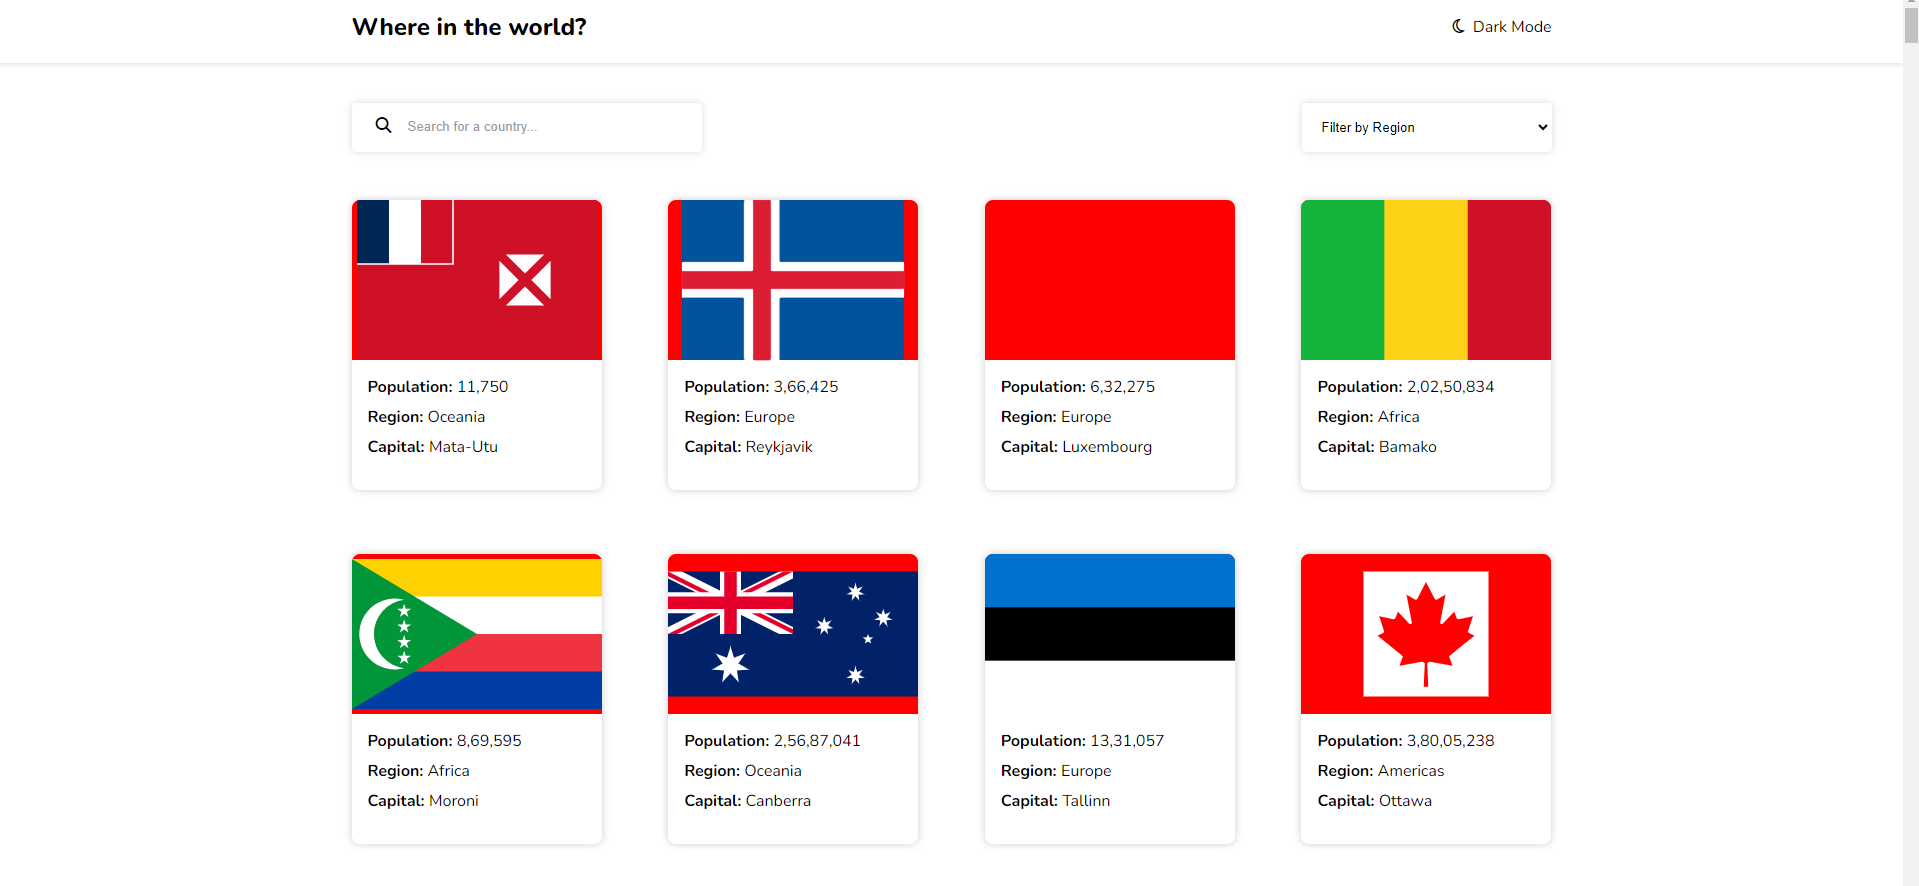 Where in the world?
Dark Mode
Search for a country...
Filter by Region
Population: 11,750
Region: Oceania
Capital: Mata-Utu
Population: 3,66,425
Region: Europe
Capital: Reykjavik
Population: 6,32,275
Region: Europe
Capital: Luxembourg
Population: 2,02,50,834
Region: Africa
Capital: Bamako
Population: 8,69,595
Region: Africa
Capital: Moroni
Population: 2,56,87,041
Region: Oceania
Capital: Canberra
Population: 13,31,057
Region: Europe
Capital: Tallinn
Population: 3,80,05,238
Region: Americas
Capital: Ottawa